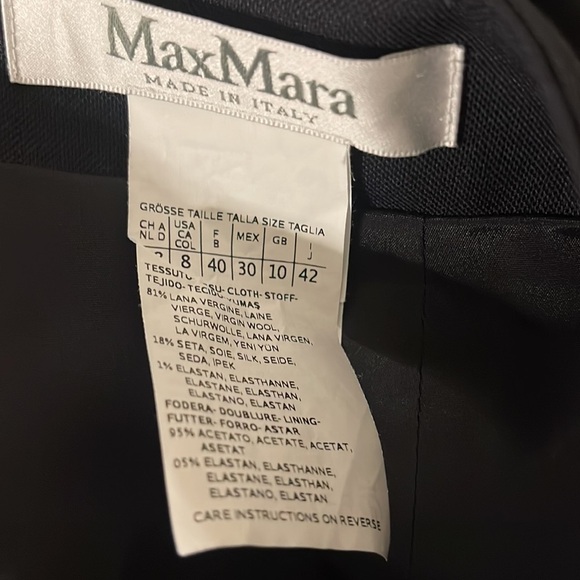 MaxMara
MADE IN ITALY
GRÖSSE TAILLE TALLA SIZE TAGLIA
CH A NL D USA CA COL F B MEX GB I J
8 40 30 10 42
TESSUTO- CLOTH-STOFF-
TEJIDO-
81% LANA VERGINE, LAINE
VIERGE, VIRGIN WOOL,
SCHURWOLLE, LANA VIRGEN,
LA VIRGEM, YENI YÜN
18% SETA, SOIE, SILK, SEIDE,
SEDA, IPEK
1% ELASTAN, ELASTHANNE,
ELASTANE, ELASTHAN,
ELASTANO, ELASTAN
FODERA- DOUBLURE- LINING-
FUTTER- FORRO- ASTAR
95% ACETATO, ACETATE, ACETAT,
ASETAT
05% ELASTAN, ELASTHANNE,
ELASTANE, ELASTHAN,
ELASTANO, ELASTAN
CARE INSTRUCTIONS ON REVERSE